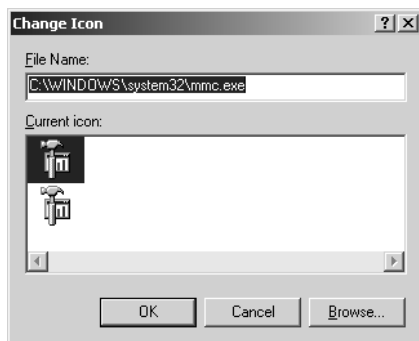 Change Icon
File Name:
C:\WINDOWS\system32\mmc.exe
Current icon:
OK Cancel Browse...